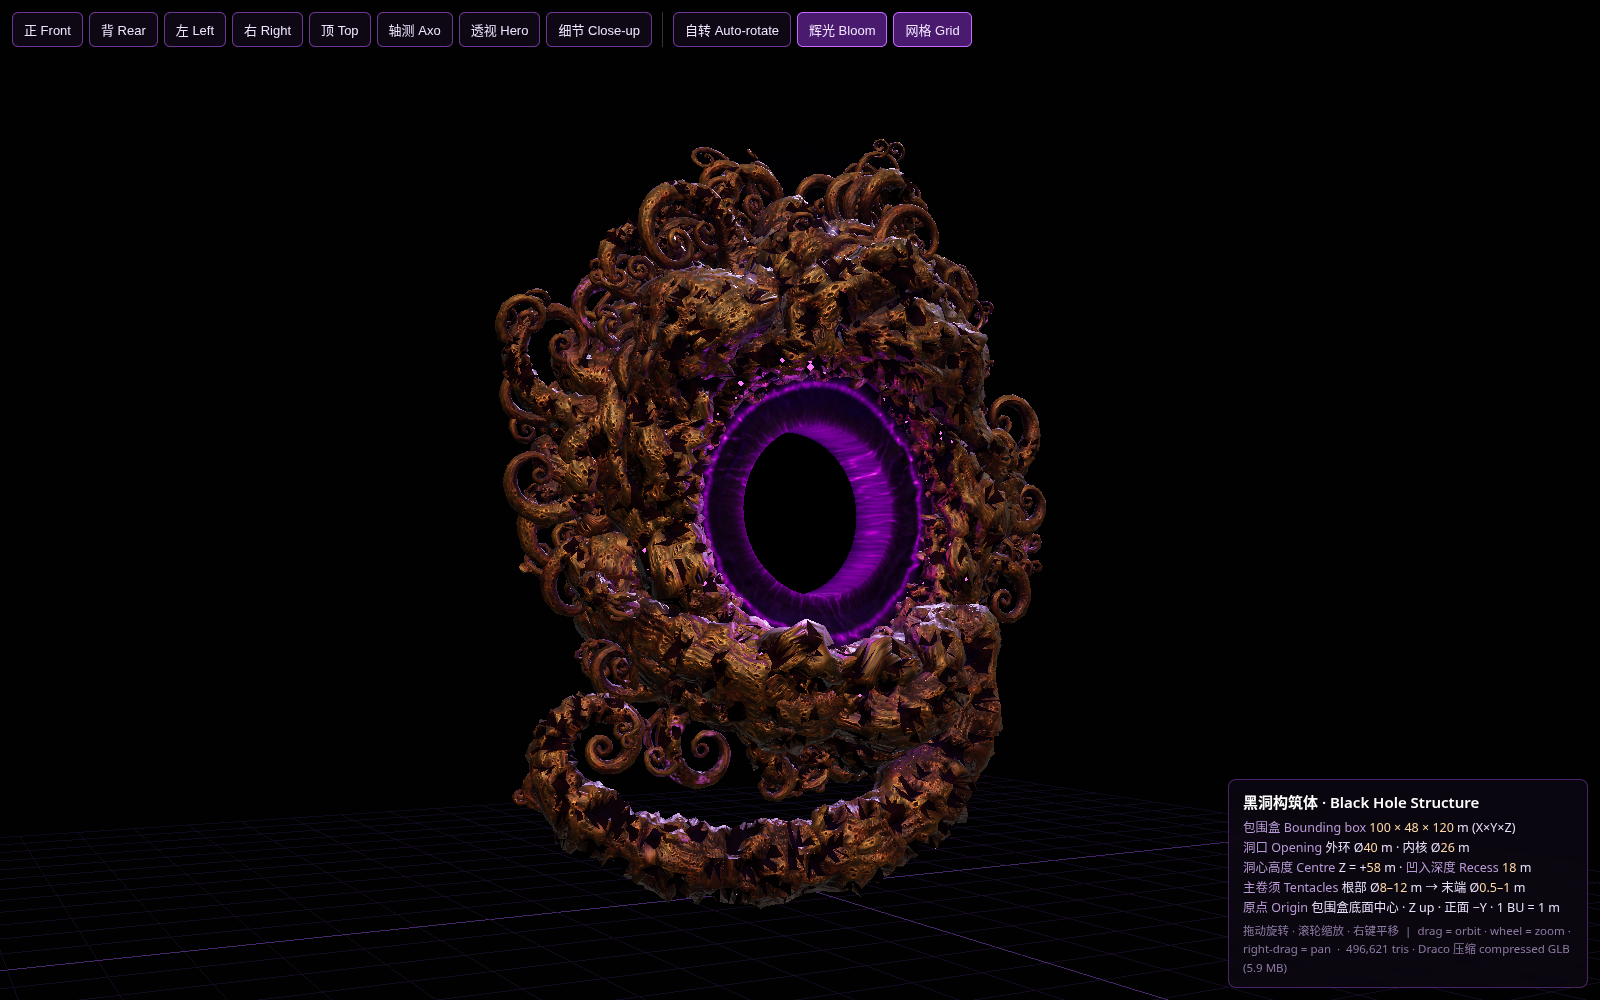 正 Front
背 Rear
左 Left
右 Right
顶 Top
轴测 Axo
透视 Hero
细节 Close-up
自转 Auto-rotate
辉光 Bloom
网格 Grid
黑洞构筑体 · Black Hole Structure
包围盒 Bounding box 100 × 48 × 120 m (X×Y×Z)
洞口 Opening 外环 Ø40 m · 内核 Ø26 m
洞心高度 Centre Z = +58 m · 凹入深度 Recess 18 m
主卷须 Tentacles 根部 Ø8–12 m → 末端 Ø0.5–1 m
原点 Origin 包围盒底面中心 · Z up · 正面 −Y · 1 BU = 1 m
拖动旋转 · 滚轮缩放 · 右键平移 | drag = orbit · wheel = zoom ·
right-drag = pan · 496,621 tris · Draco 压缩 compressed GLB
(5.9 MB)